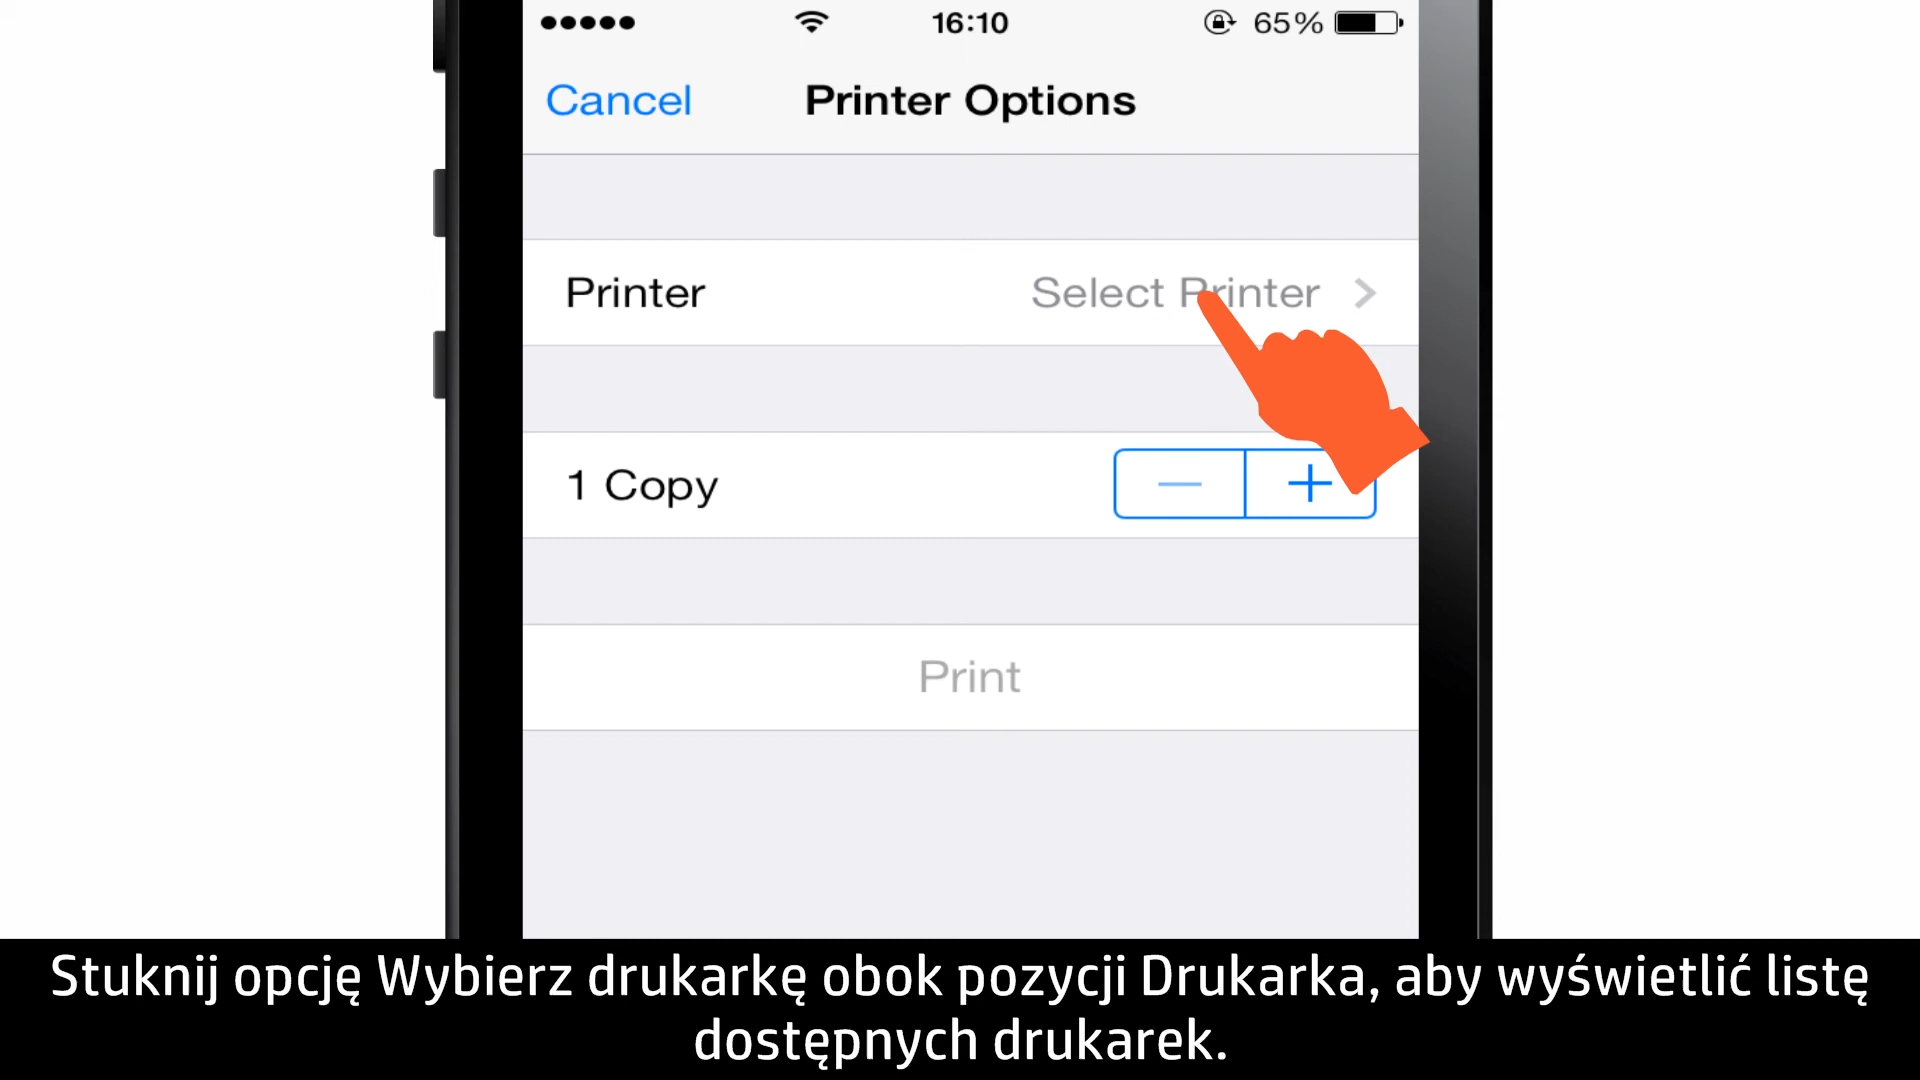 16:10 65%
Cancel Printer Options
Printer Select Printer
1 Copy
Print
Stuknij opcję Wybierz drukarkę obok pozycji Drukarka, aby wyświetlić listę
dostępnych drukarek.